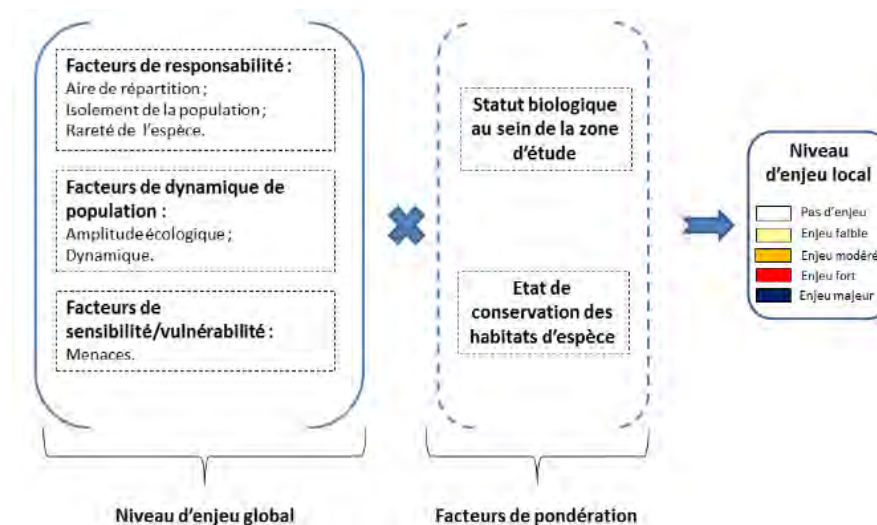 Facteurs de responsabilité :
Aire de répartition ;
Isolement de la population ;
Rareté de l'espèce.
Facteurs de dynamique de
population :
Amplitude écologique ;
Dynamique.
Facteurs de
sensibilité/vulnérabilité :
Menaces.
Niveau d'enjeu global
Statut biologique
au sein de la zone
d'étude
Etat de
conservation des
habitats d'espèce
Facteurs de pondération
Niveau
d'enjeu local
Pas d'enjeu
Enjeu faible
Enjeu modéré
Enjeu fort
Enjeu majeur